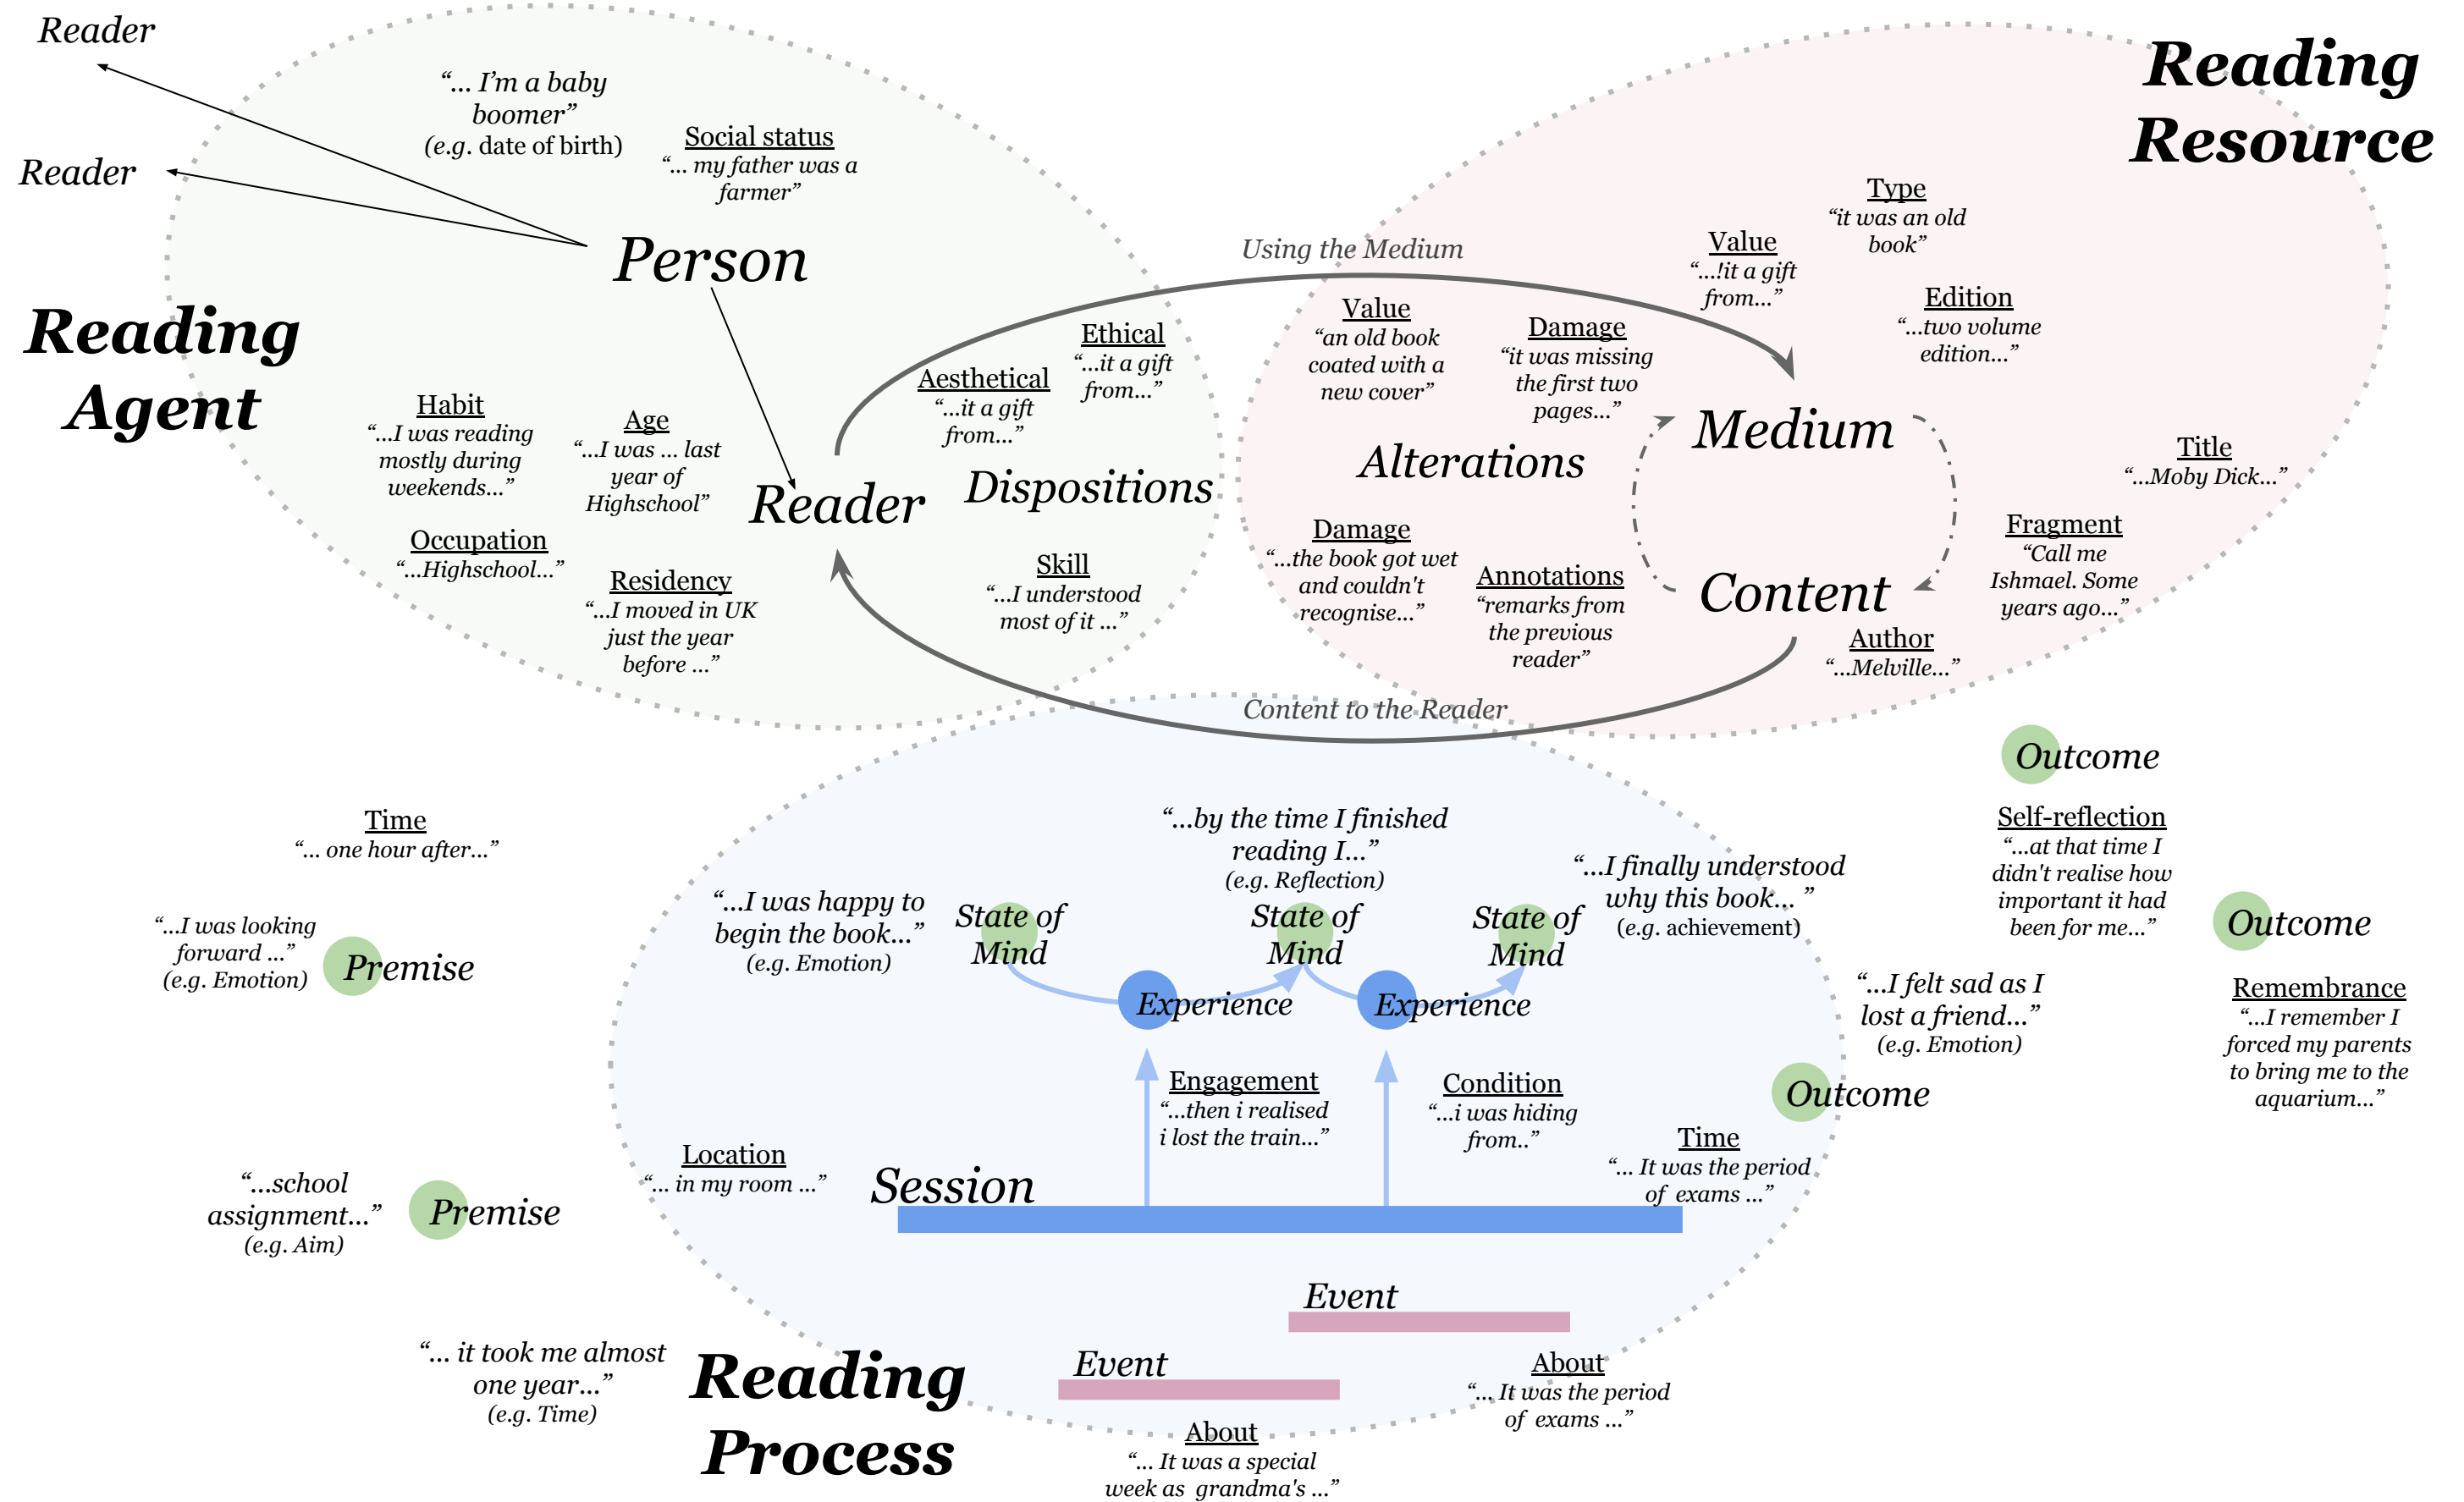 Reader
Reader
“... I’m a baby
boomer”
(e.g. date of birth)
Social status
“... my father was a
farmer”
Person
Reading
Agent
Habit
“...I was reading
mostly during
weekends...”
Age
“...I was ... last
year of
Highschool”
Occupation
“...Highschool...”
Residency
“...I moved in UK
just the year
before ...”
Reader
Aesthetical
“...it a gift
from...”
Ethical
“...it a gift
from...”
Dispositions
Skill
“...I understood
most of it ...”
Using the Medium
Content to the Reader
Reading
Resource
Type
“it was an old
book”
Value
“...!it a gift
from...”
Edition
“...two volume
edition...”
Value
“an old book
coated with a
new cover”
Damage
“it was missing
the first two
pages...”
Alterations
Medium
Damage
“...the book got wet
and couldn't
recognise...”
Annotations
“remarks from
the previous
reader”
Content
Title
“...Moby Dick...”
Fragment
“Call me
Ishmael. Some
years ago...”
Author
“...Melville...”
Time
“... one hour after...”
“...I was looking
forward ...”
(e.g. Emotion)
Premise
“...school
assignment...”
(e.g. Aim)
Premise
“... it took me almost
one year...”
(e.g. Time)
Reading
Process
“...I was happy to
begin the book...”
(e.g. Emotion)
State of
Mind
“...by the time I finished
reading I...”
(e.g. Reflection)
State of
Mind
“...I finally understood
why this book... ”
(e.g. achievement)
State of
Mind
Experience
Experience
Engagement
“...then i realised
i lost the train...”
Condition
“...i was hiding
from..”
Location
“... in my room ...”
Session
Time
“... It was the period
of exams ...”
Event
Event
About
“... It was the period
of exams ...”
About
“... It was a special
week as grandma's ...”
Outcome
Self-reflection
“...at that time I
didn't realise how
important it had
been for me...”
Outcome
Remembrance
“...I remember I
forced my parents
to bring me to the
aquarium...”
“...I felt sad as I
lost a friend...”
(e.g. Emotion)
Outcome